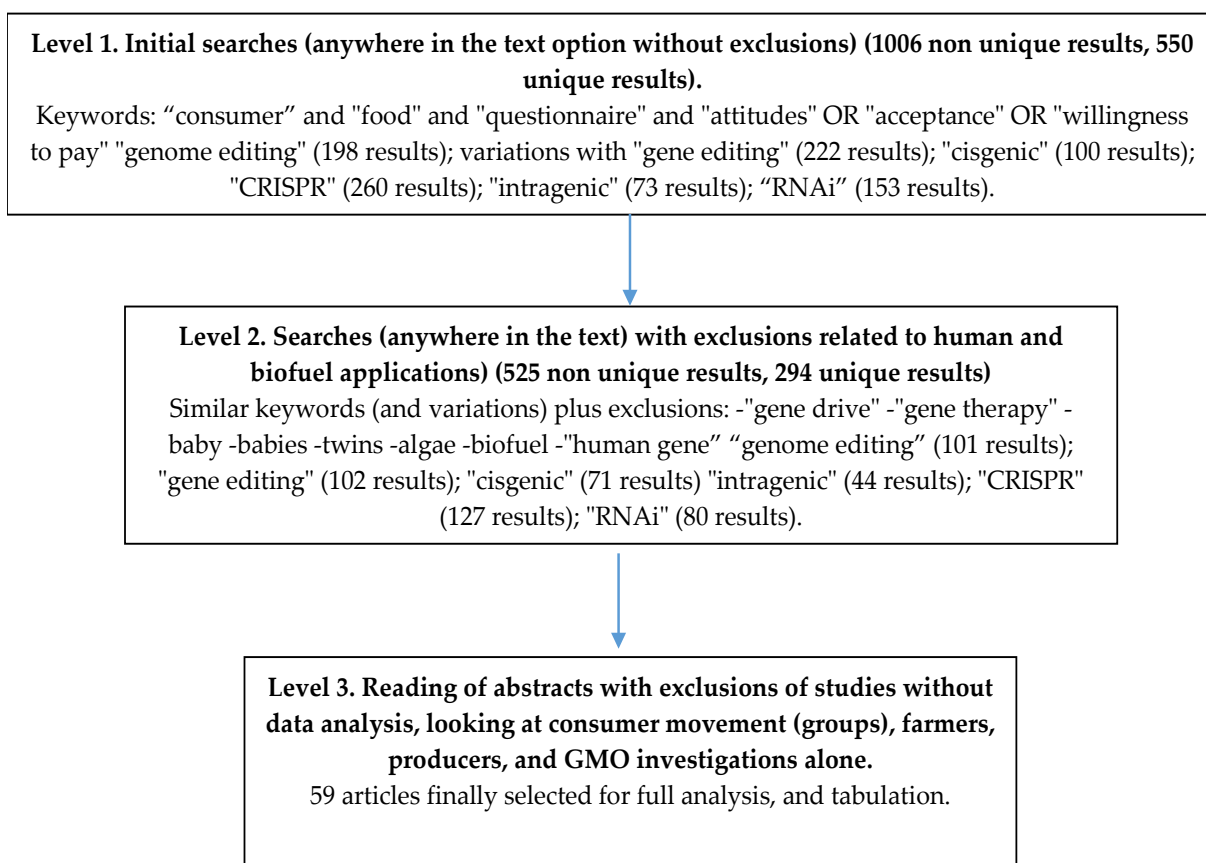 Level 1. Initial searches (anywhere in the text option without exclusions) (1006 non unique results, 550
unique results).
Keywords: “consumer” and "food" and "questionnaire" and "attitudes" OR "acceptance" OR "willingness
to pay" "genome editing" (198 results); variations with "gene editing" (222 results); "cisgenic" (100 results);
"CRISPR" (260 results); "intragenic" (73 results); “RNAi” (153 results).
Level 2. Searches (anywhere in the text) with exclusions related to human and
biofuel applications) (525 non unique results, 294 unique results)
Similar keywords (and variations) plus exclusions: -"gene drive" -"gene therapy" -
baby -babies -twins -algae -biofuel -"human gene” “genome editing” (101 results);
"gene editing" (102 results); "cisgenic" (71 results) "intragenic" (44 results); "CRISPR"
(127 results); "RNAi" (80 results).
Level 3. Reading of abstracts with exclusions of studies without
data analysis, looking at consumer movement (groups), farmers,
producers, and GMO investigations alone.
59 articles finally selected for full analysis, and tabulation.